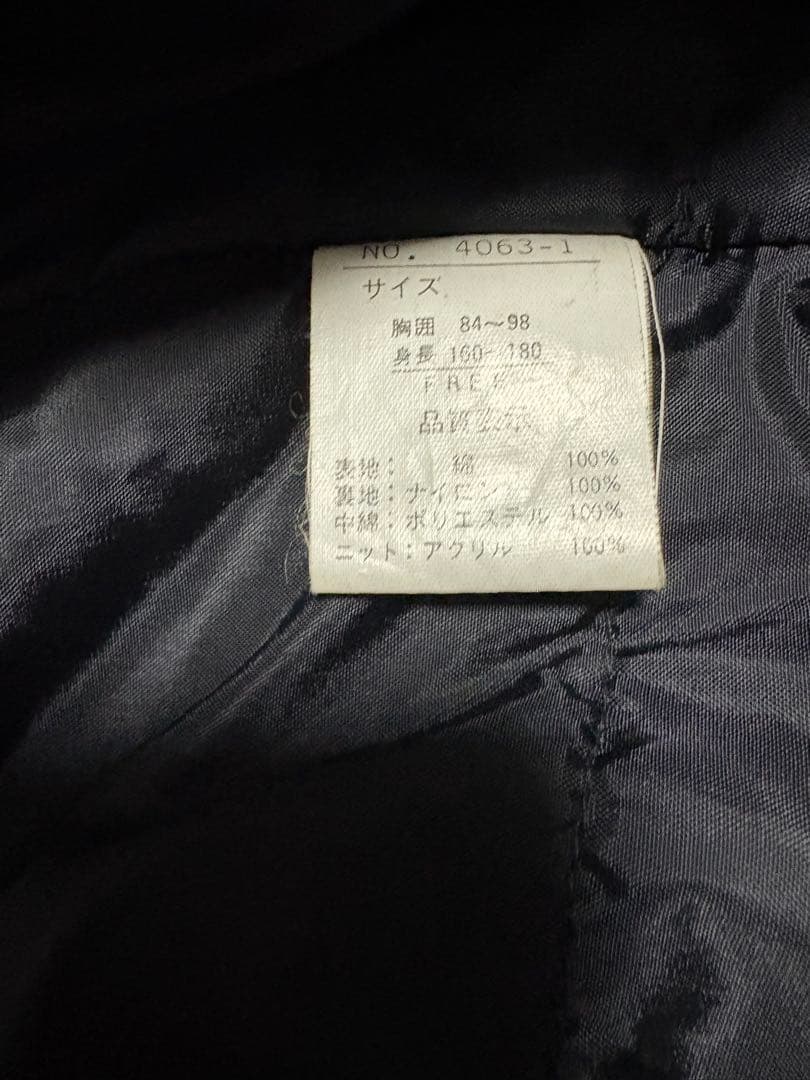 NO. 4063-1
サイズ
胸囲 84〜98
身長 160〜180
FREE
品質表示
表地: 綿 100%
裏地:ナイロン 100%
中綿:ポリエステル 100%
ニット:アクリル 100%